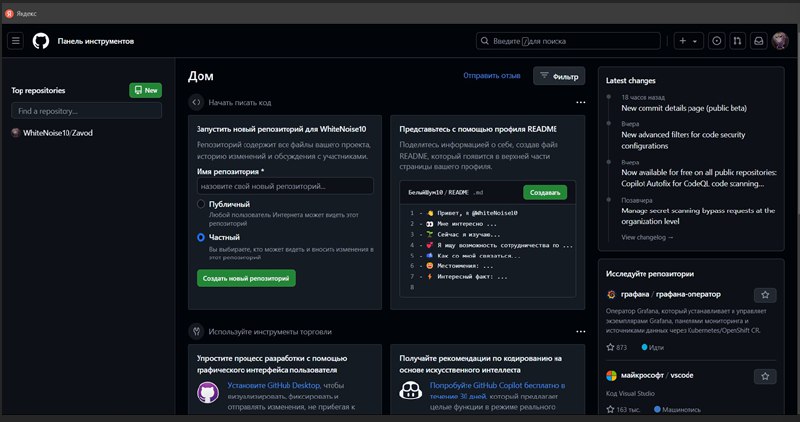 Яндекс
Панель инструментов
Введите / для поиска
Top repositories
New
Find a repository...
WhiteNoise10/Zavod
Дом
Отправить отзыв
Фильтр
Начать писать код
Запустить новый репозиторий для WhiteNoise10
Репозиторий содержит все файлы вашего проекта,
историю изменений и обсуждения с участниками.
Имя репозитория *
назовите свой новый репозиторий...
Публичный
Любой пользователь Интернета может видеть этот
репозиторий
Частный
Вы выбираете, кто может видеть и вносить изменения в
этот репозиторий
Создать новый репозиторий
Представьтесь с помощью профиля README
Поделитесь информацией о себе, создав файл
README, который появится в верхней части
страницы вашего профиля.
БелыйШум10 / README .md
Создавать
1 - 👋 Привет, я @WhiteNoise10
2 - 👀 Мне интересно ...
3 - 🌱 Сейчас я изучаю...
4 - 💞️ Я ищу возможность сотрудничества по ...
5 - 📫 Как со мной связаться...
6 - 😄 Местоимения: ...
7 - ⚡ Интересный факт: ...
8
Используйте инструменты торговли
Упростите процесс разработки с помощью
графического интерфейса пользователя
Установите GitHub Desktop, чтобы
визуализировать, фиксировать и
отправлять изменения, не прибегая к
Получайте рекомендации по кодированию на
основе искусственного интеллекта
Попробуйте GitHub Copilot бесплатно в
течение 30 дней, который предлагает
целые функции в режиме реального
Latest changes
18 часов назад
New commit details page (public beta)
Вчера
New advanced filters for code security
configurations
Вчера
Now available for free on all public repositories:
Copilot Autofix for CodeQL code scanning...
Позавчера
Manage secret scanning bypass requests at the
organization level
View changelog →
Исследуйте репозитории
графана / графана-оператор
Оператор Grafana, который устанавливает и управляет
экземплярами Grafana, панелями мониторинга и
источниками данных через Kubernetes/OpenShift CR.
873 Идти
майкрософт / vscode
Код Visual Studio
163 тыс. Машинопись